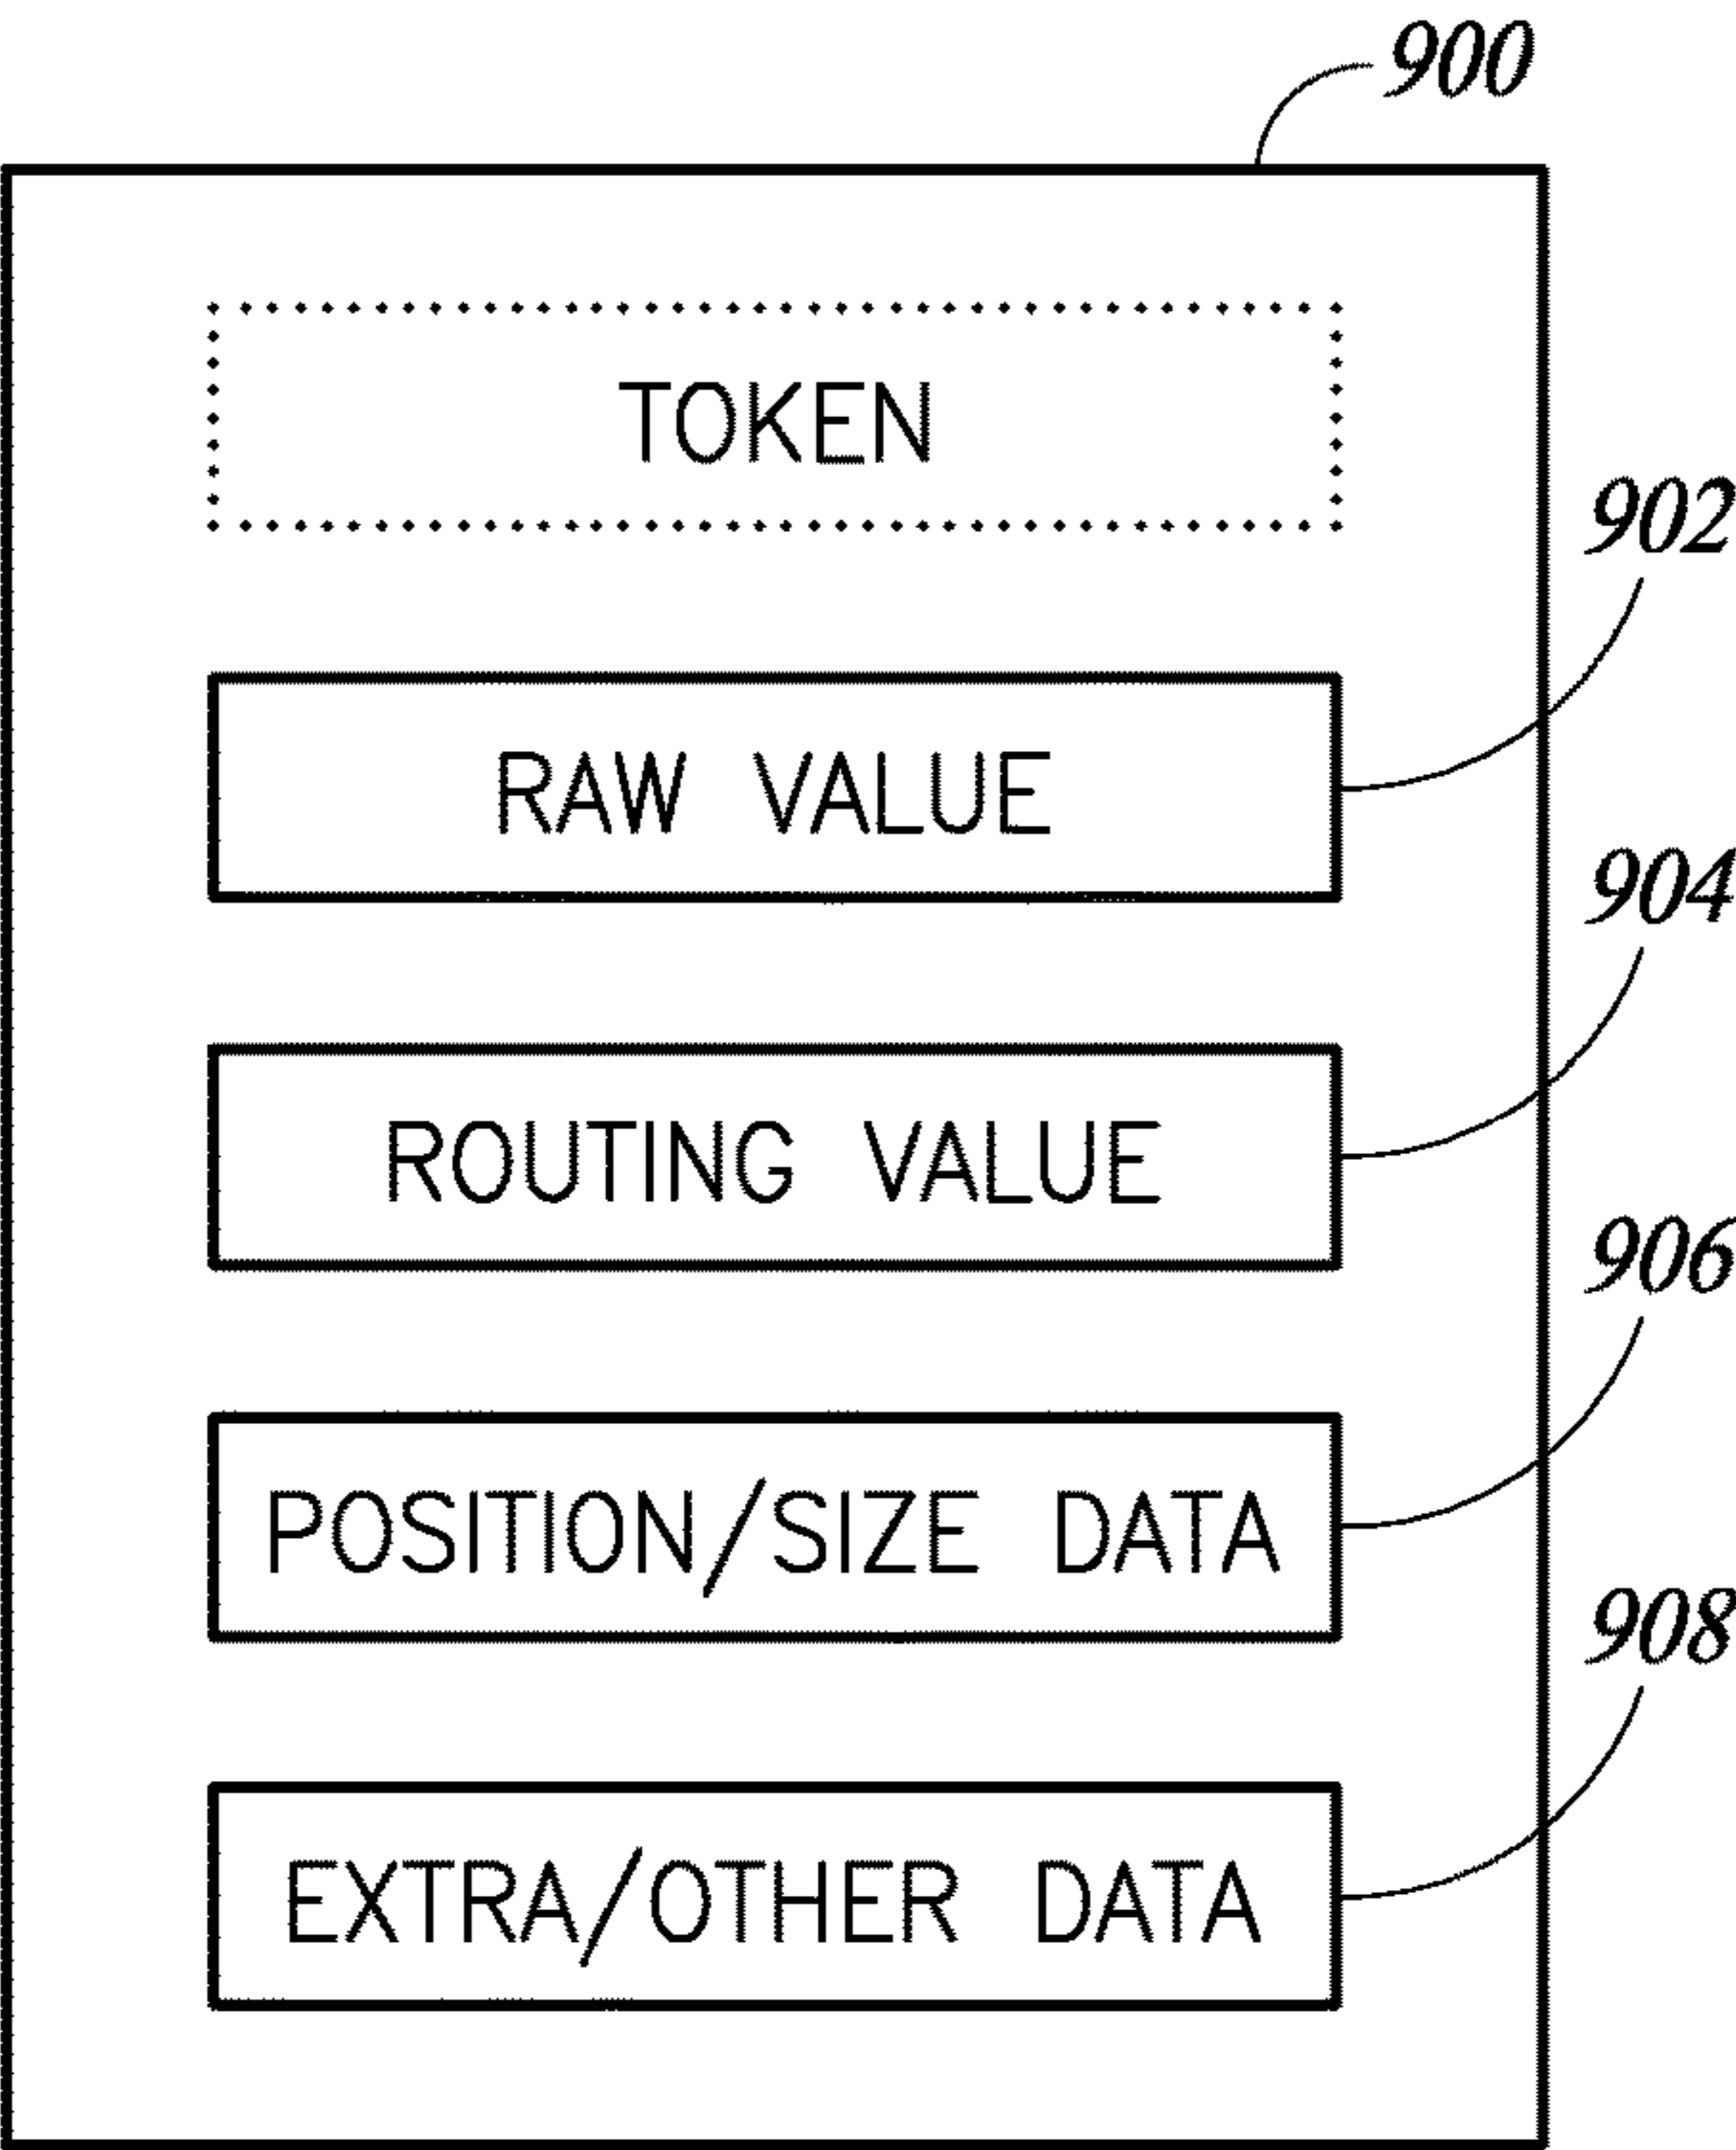 900
TOKEN
902
RAW VALUE
904
ROUTING VALUE
906
POSITION/SIZE DATA
908
EXTRA/OTHER DATA